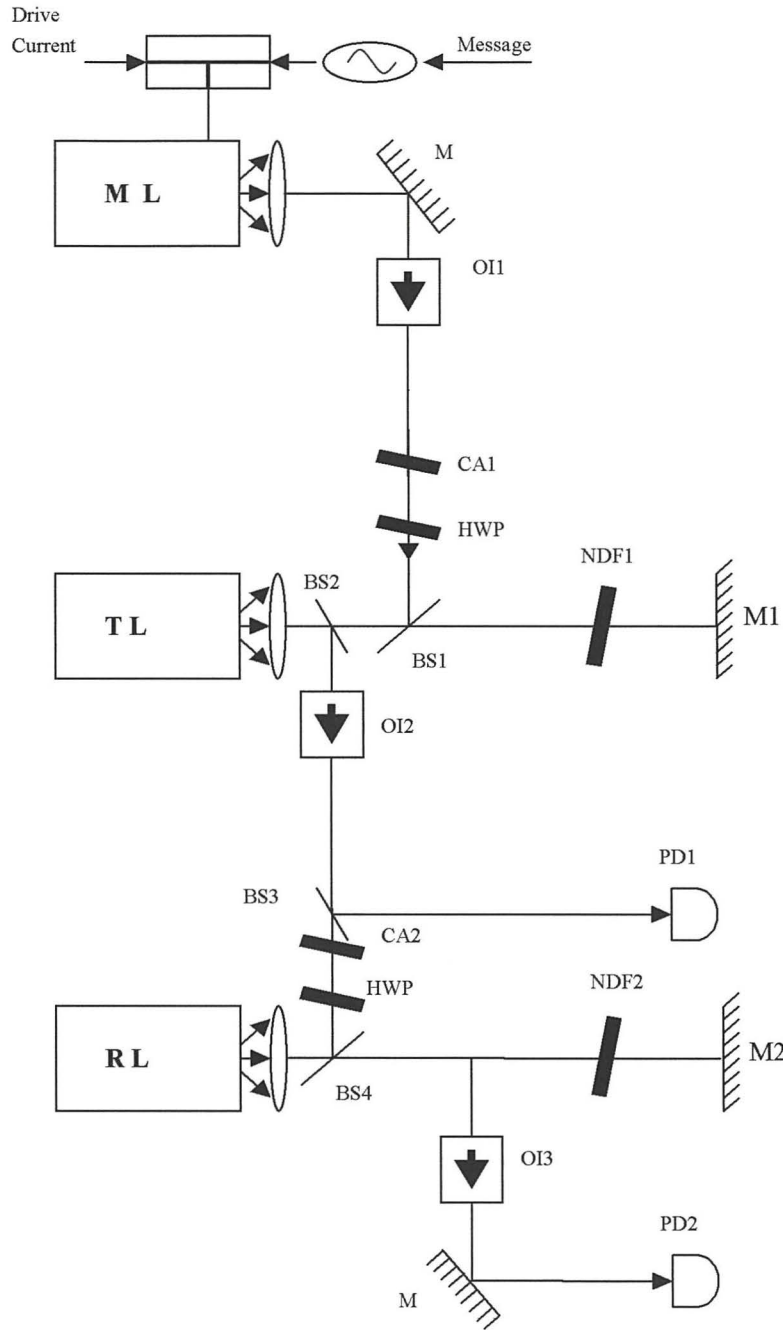 Drive
Current
Message
M L
M
OI1
CA1
HWP
NDF1
BS2
T L
M1
BS1
OI2
PD1
BS3
CA2
HWP
NDF2
R L
M2
BS4
OI3
PD2
M